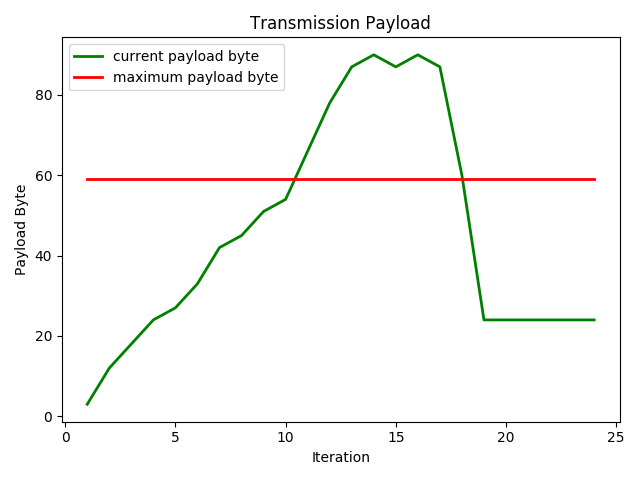 Transmission Payload
current payload byte
maximum payload byte
80
60
40
20
0
Payload Byte
0 5 10 15 20 25
Iteration